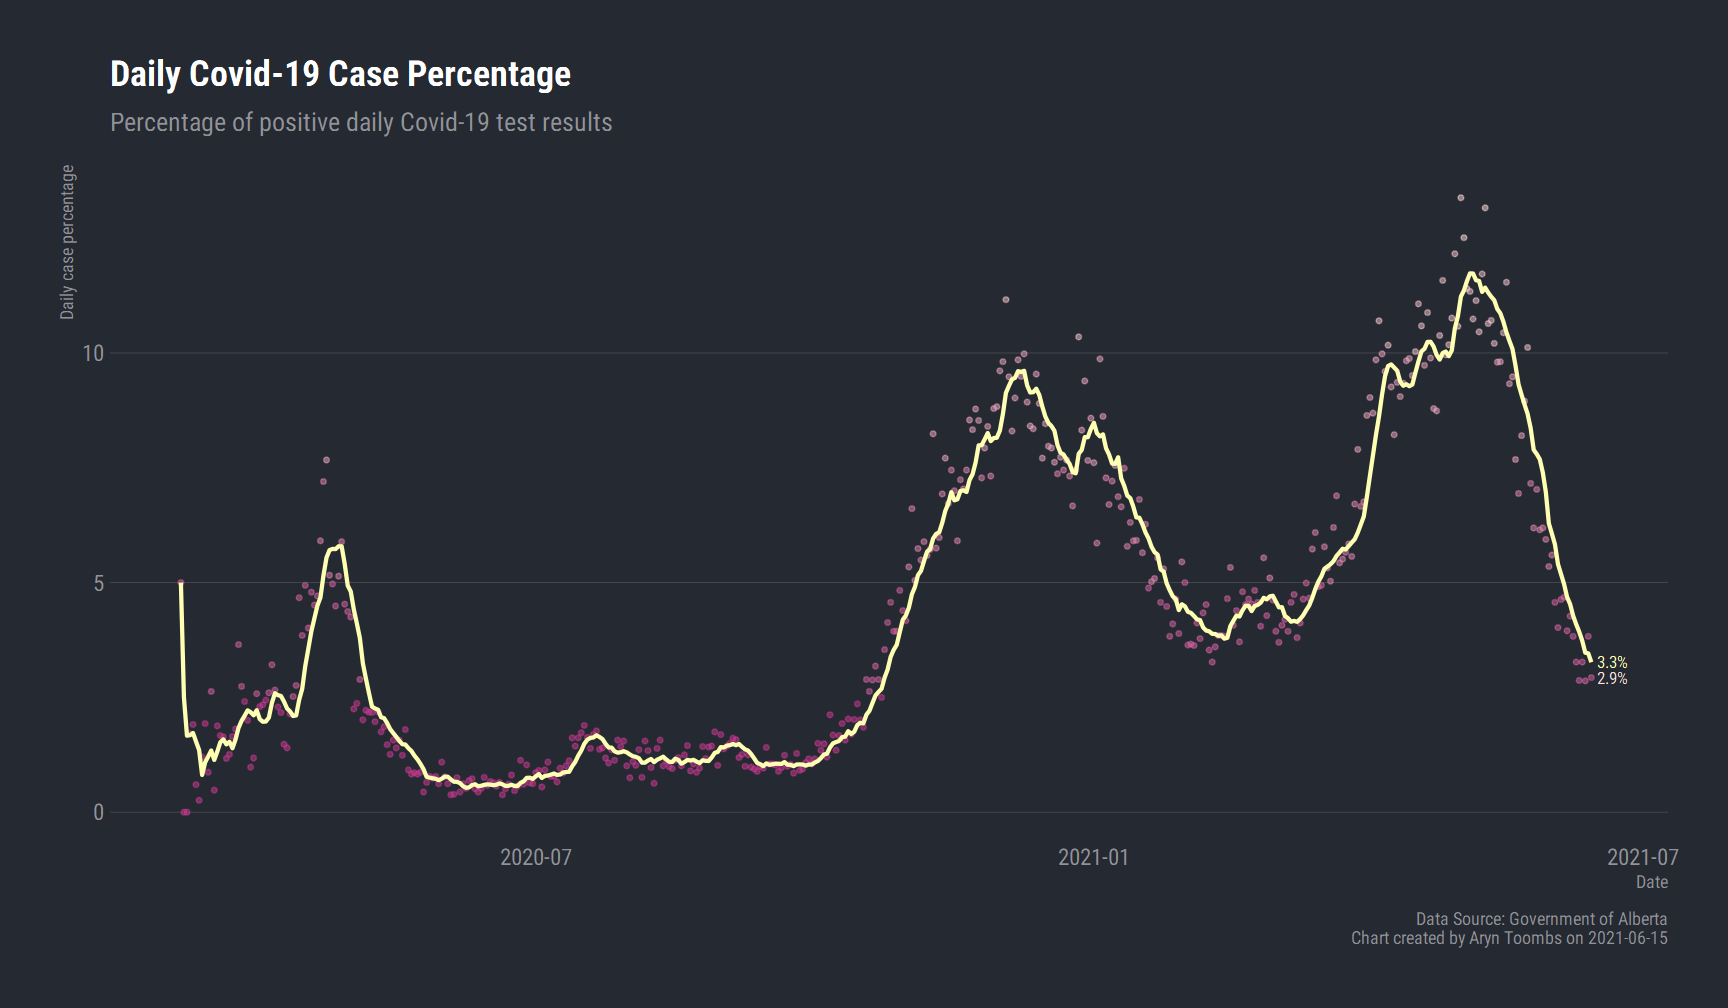 Daily Covid-19 Case Percentage
Percentage of positive daily Covid-19 test results
Daily case percentage
10
5
0
3.3%
2.9%
2020-07
2021-01
2021-07
Date
Data Source: Government of Alberta
Chart created by Aryn Toombs on 2021-06-15